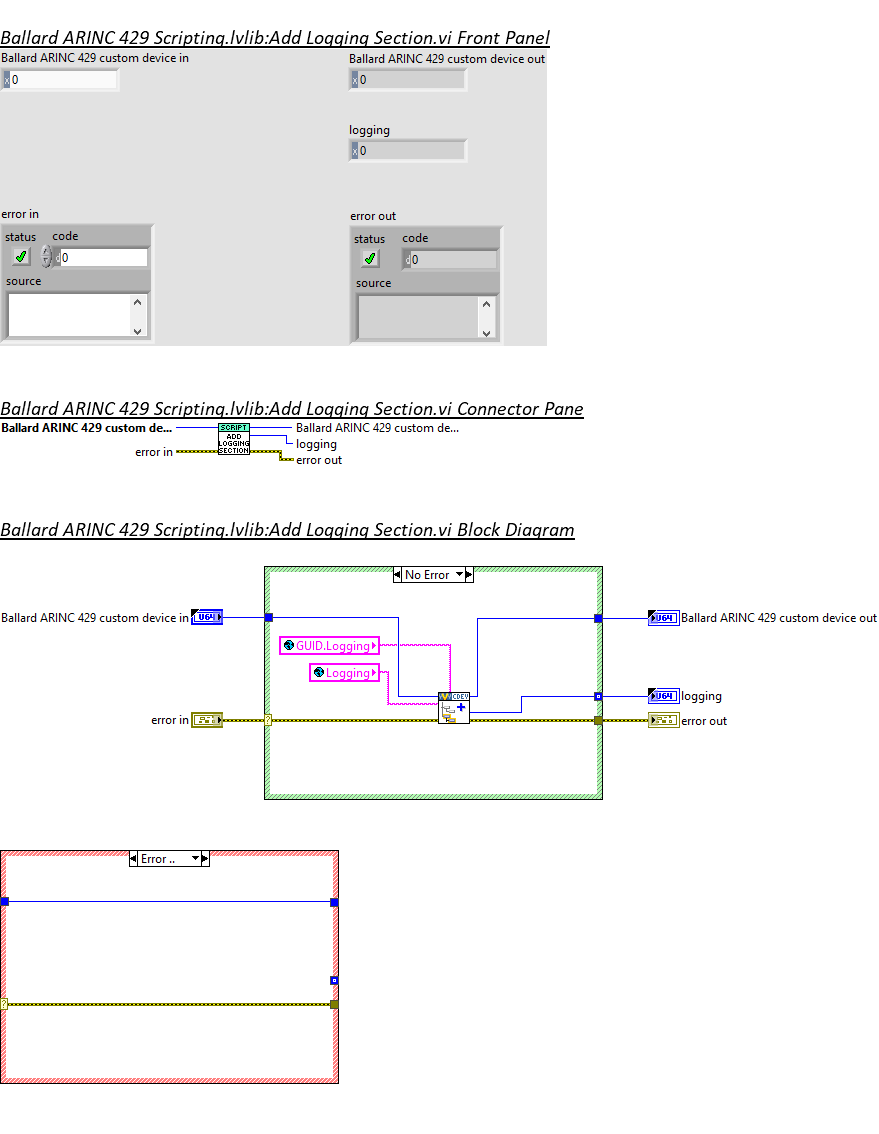 Ballard ARINC 429 Scripting.lvlib:Add Logging Section.vi Front Panel
Ballard ARINC 429 custom device in
Ballard ARINC 429 custom device out
x 0
x 0
logging
x 0
error in
error out
status code
status code
d 0
d 0
source
source
Ballard ARINC 429 Scripting.lvlib:Add Logging Section.vi Connector Pane
Ballard ARINC 429 custom de...
SCRIPT
ADD
LOGGING
SECTION
Ballard ARINC 429 custom de...
logging
error in
error out
Ballard ARINC 429 Scripting.lvlib:Add Logging Section.vi Block Diagram
No Error
Ballard ARINC 429 custom device in
U64
U64
Ballard ARINC 429 custom device out
GUID.Logging
Logging
CDEV
U64
logging
error in
?
error out
Error ..
?